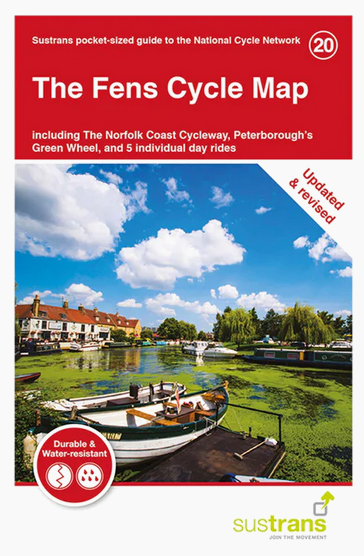 Sustrans pocket-sized guide to the National Cycle Network
20
The Fens Cycle Map
including The Norfolk Coast Cycleway, Peterborough's
Green Wheel, and 5 individual day rides
Updated
& revised
Durable &
Water-resistant
sustrans
JOIN THE MOVEMENT